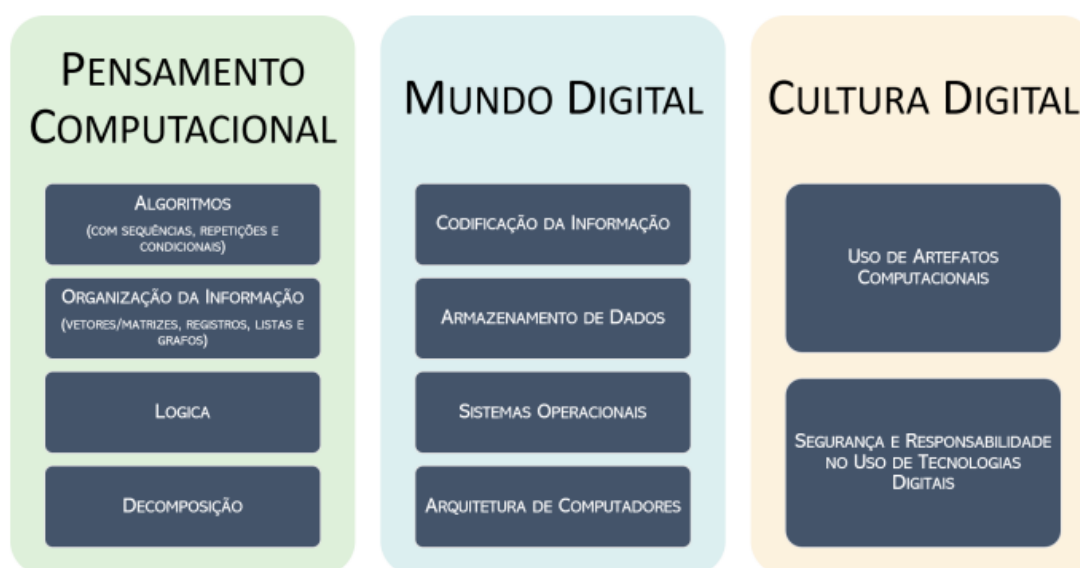 PENSAMENTO
COMPUTACIONAL
ALGORITMOS
(COM SEQUÊNCIAS, REPETIÇÕES E
CONDICIONAIS)
ORGANIZAÇÃO DA INFORMAÇÃO
(VETORES/MATRIZES, REGISTROS, LISTAS E
GRAFOS)
LOGICA
DECOMPOSIÇÃO
MUNDO DIGITAL
CODIFICAÇÃO DA INFORMAÇÃO
ARMAZENAMENTO DE DADOS
SISTEMAS OPERACIONAIS
ARQUITETURA DE COMPUTADORES
CULTURA DIGITAL
USO DE ARTEFATOS
COMPUTACIONAIS
SEGURANÇA E RESPONSABILIDADE
NO USO DE TECNOLOGIAS
DIGITAIS